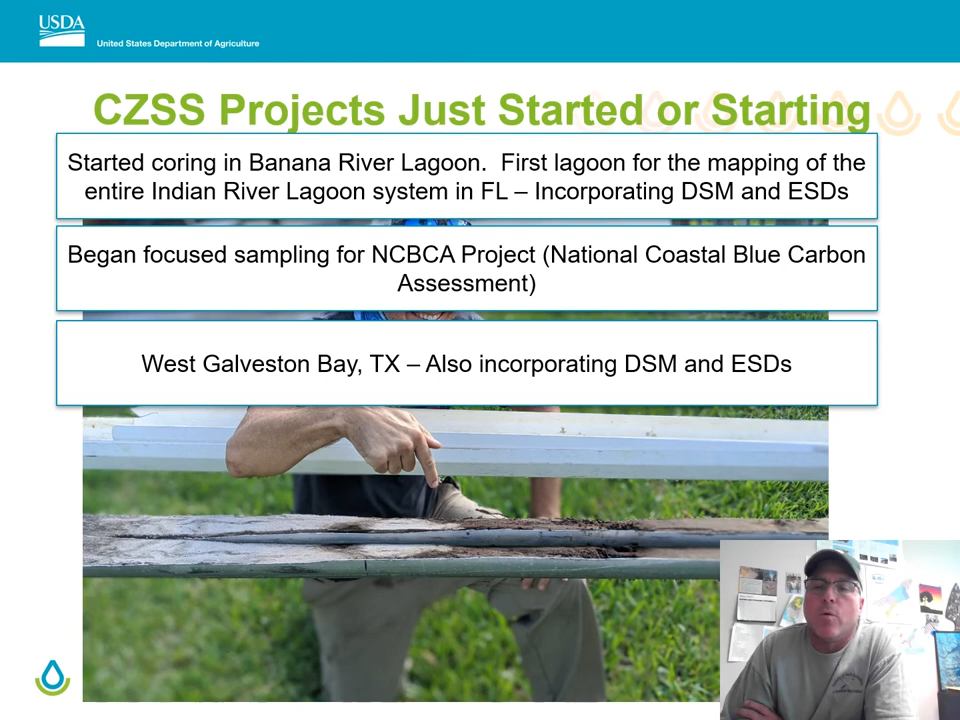 USDA
United States Department of Agriculture
CZSS Projects Just Started or Starting
Started coring in Banana River Lagoon.  First lagoon for the mapping of the
entire Indian River Lagoon system in FL – Incorporating DSM and ESDs
Began focused sampling for NCBCA Project (National Coastal Blue Carbon
Assessment)
West Galveston Bay, TX – Also incorporating DSM and ESDs